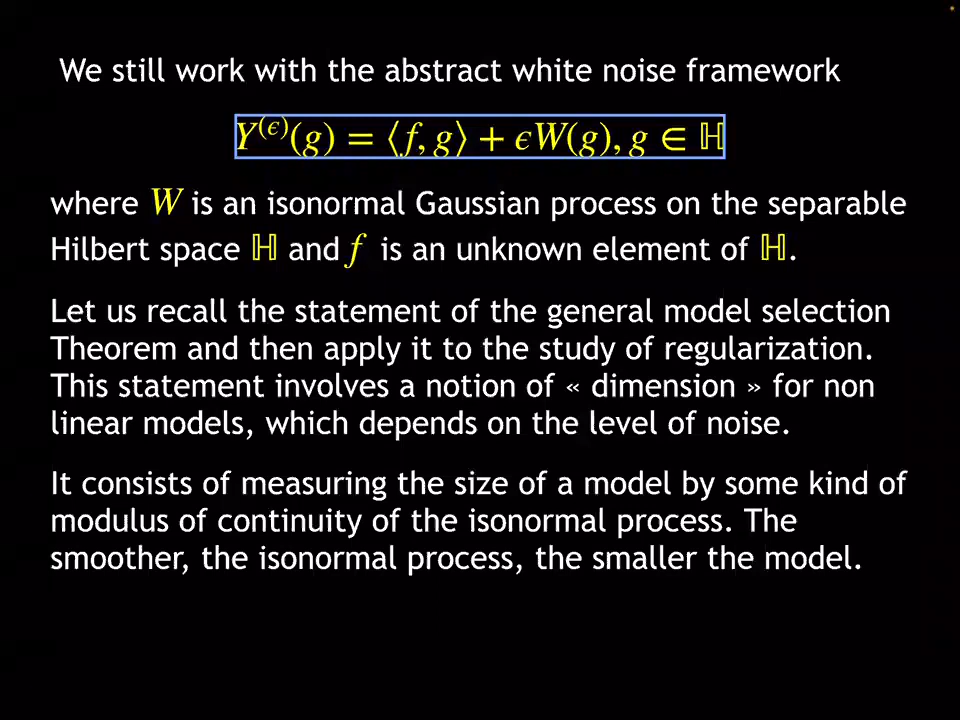 We still work with the abstract white noise framework
Y^(ϵ)(g) = ⟨f, g⟩ + ϵW(g), g ∈ ℍ
where W is an isonormal Gaussian process on the separable
Hilbert space ℍ and f is an unknown element of ℍ.
Let us recall the statement of the general model selection
Theorem and then apply it to the study of regularization.
This statement involves a notion of « dimension » for non
linear models, which depends on the level of noise.
It consists of measuring the size of a model by some kind of
modulus of continuity of the isonormal process. The
smoother, the isonormal process, the smaller the model.